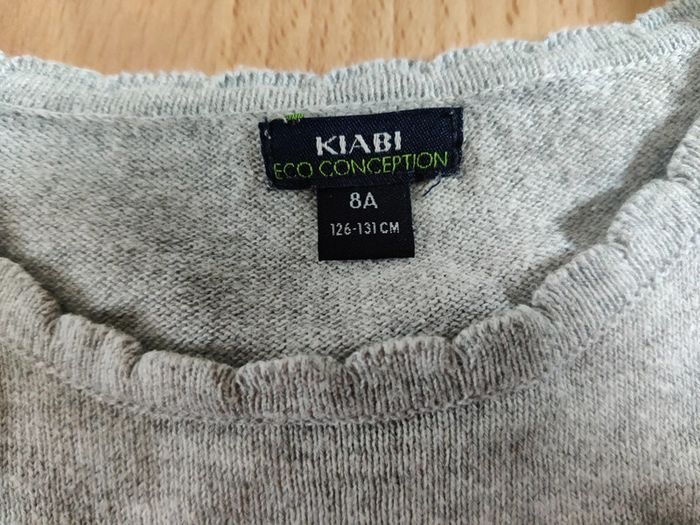 KIABI
ECO CONCEPTION
8A
126-131 CM